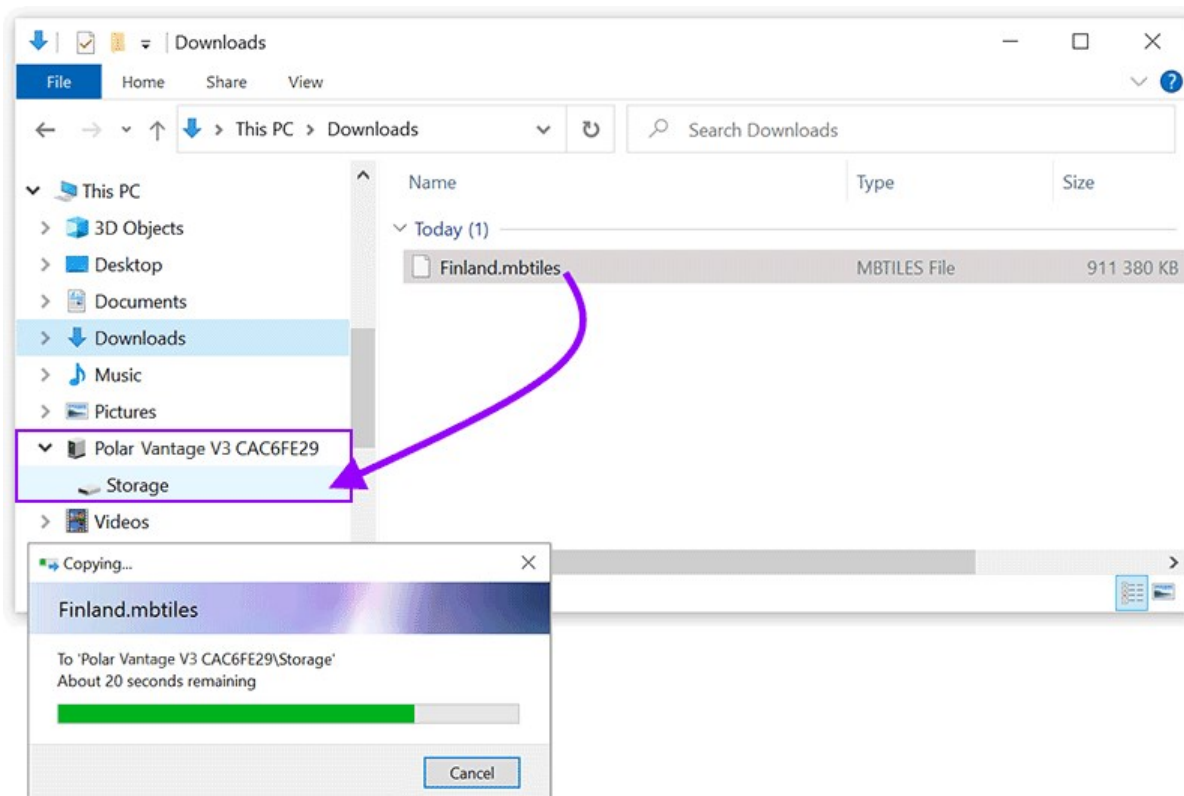 Downloads
File Home Share View
This PC > Downloads
Search Downloads
This PC
3D Objects
Desktop
Documents
Downloads
Music
Pictures
Polar Vantage V3 CAC6FE29
Storage
Videos
Name Type Size
Today (1)
Finland.mbtiles MBTILES File 911 380 KB
Copying...
Finland.mbtiles
To 'Polar Vantage V3 CAC6FE29\Storage'
About 20 seconds remaining
Cancel